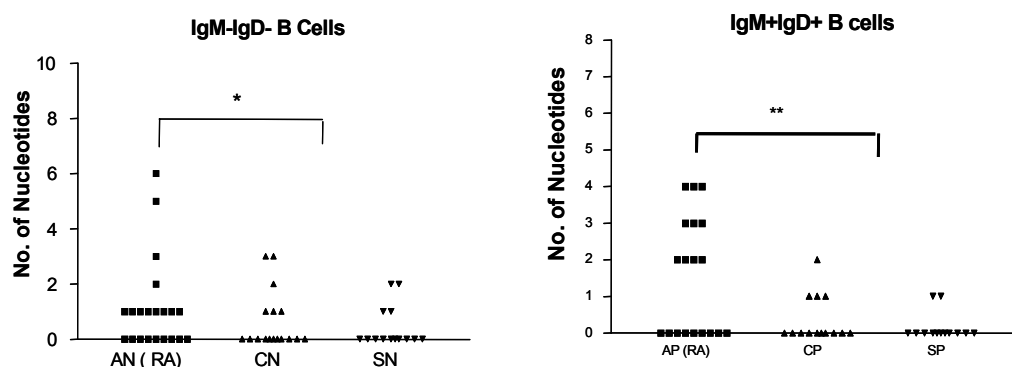 IgM-IgD- B Cells
No. of Nucleotides
10
8
6
4
2
0
*
AN ( RA)
CN
SN
IgM+IgD+ B cells
No. of Nucleotides
8
7
6
5
4
3
2
1
0
**
AP (RA)
CP
SP